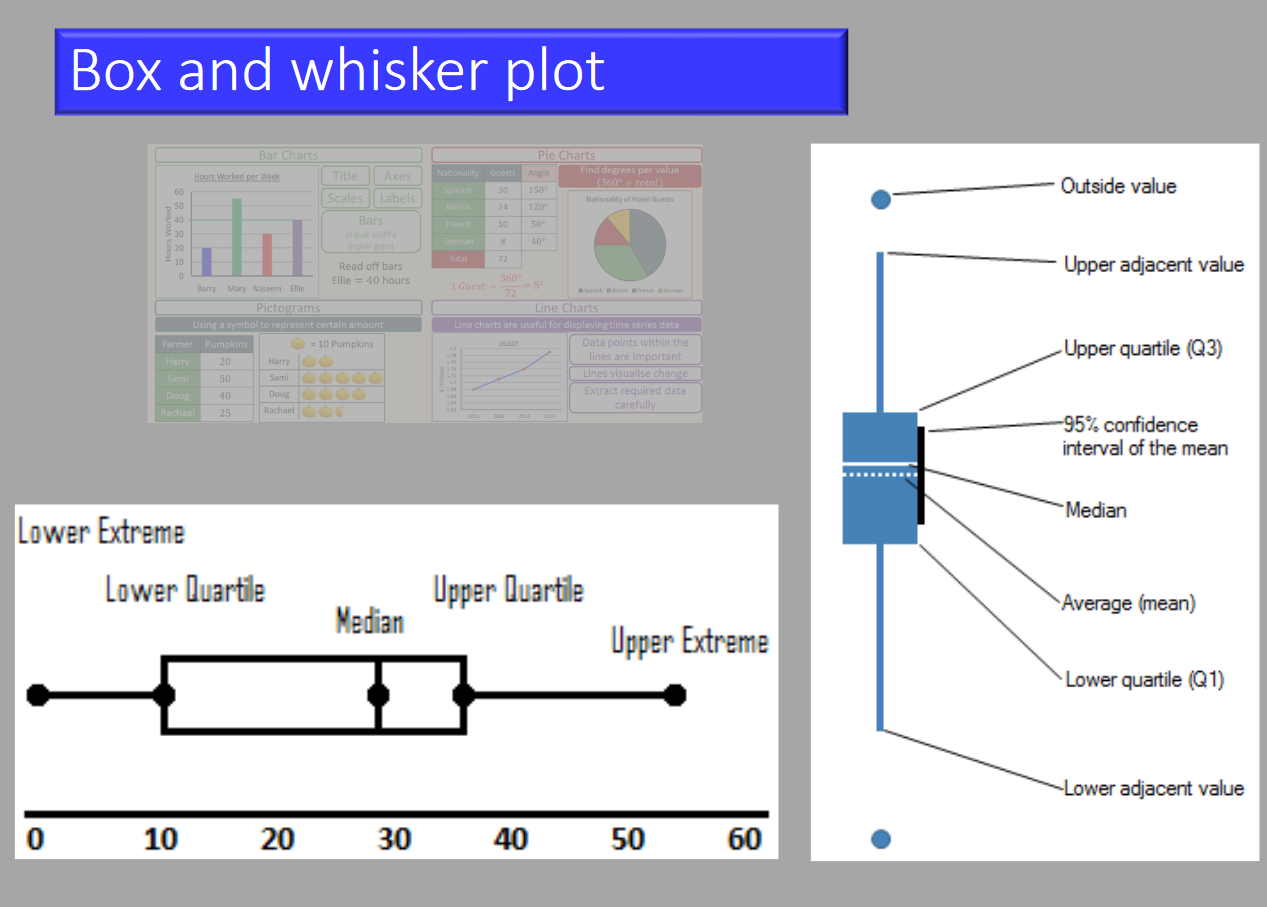 Box and whisker plot
Bar Charts
Hours Worked per Week
Hours Worked
60
50
40
30
20
10
0
Barry Mary Naseem Ellie
Title
Axes
Scales
Labels
Bars
(equal width)
(equal gaps)
Read off bars
Ellie = 40 hours
Pie Charts
Nationality Guests Angle
Spanish 30 150°
British 24 120°
French 10 50°
German 8 40°
Total 72
Find degrees per value
(360° ÷ total)
Nationality of Hotel Guests
Spanish British French German
1 Guest = 360°/72 = 5°
Pictograms
Using a symbol to represent certain amount
Farmer Pumpkins
Harry 20
Sami 50
Doug 40
Rachael 25
= 10 Pumpkins
Harry
Sami
Doug
Rachael
Line Charts
Line charts are useful for displaying time series data
2011 2012 2013 2014
Data points within the
lines are important
Lines visualise change
Extract required data
carefully
Lower Extreme
Lower Quartile
Median
Upper Quartile
Upper Extreme
0 10 20 30 40 50 60
Outside value
Upper adjacent value
Upper quartile (Q3)
95% confidence
interval of the mean
Median
Average (mean)
Lower quartile (Q1)
Lower adjacent value